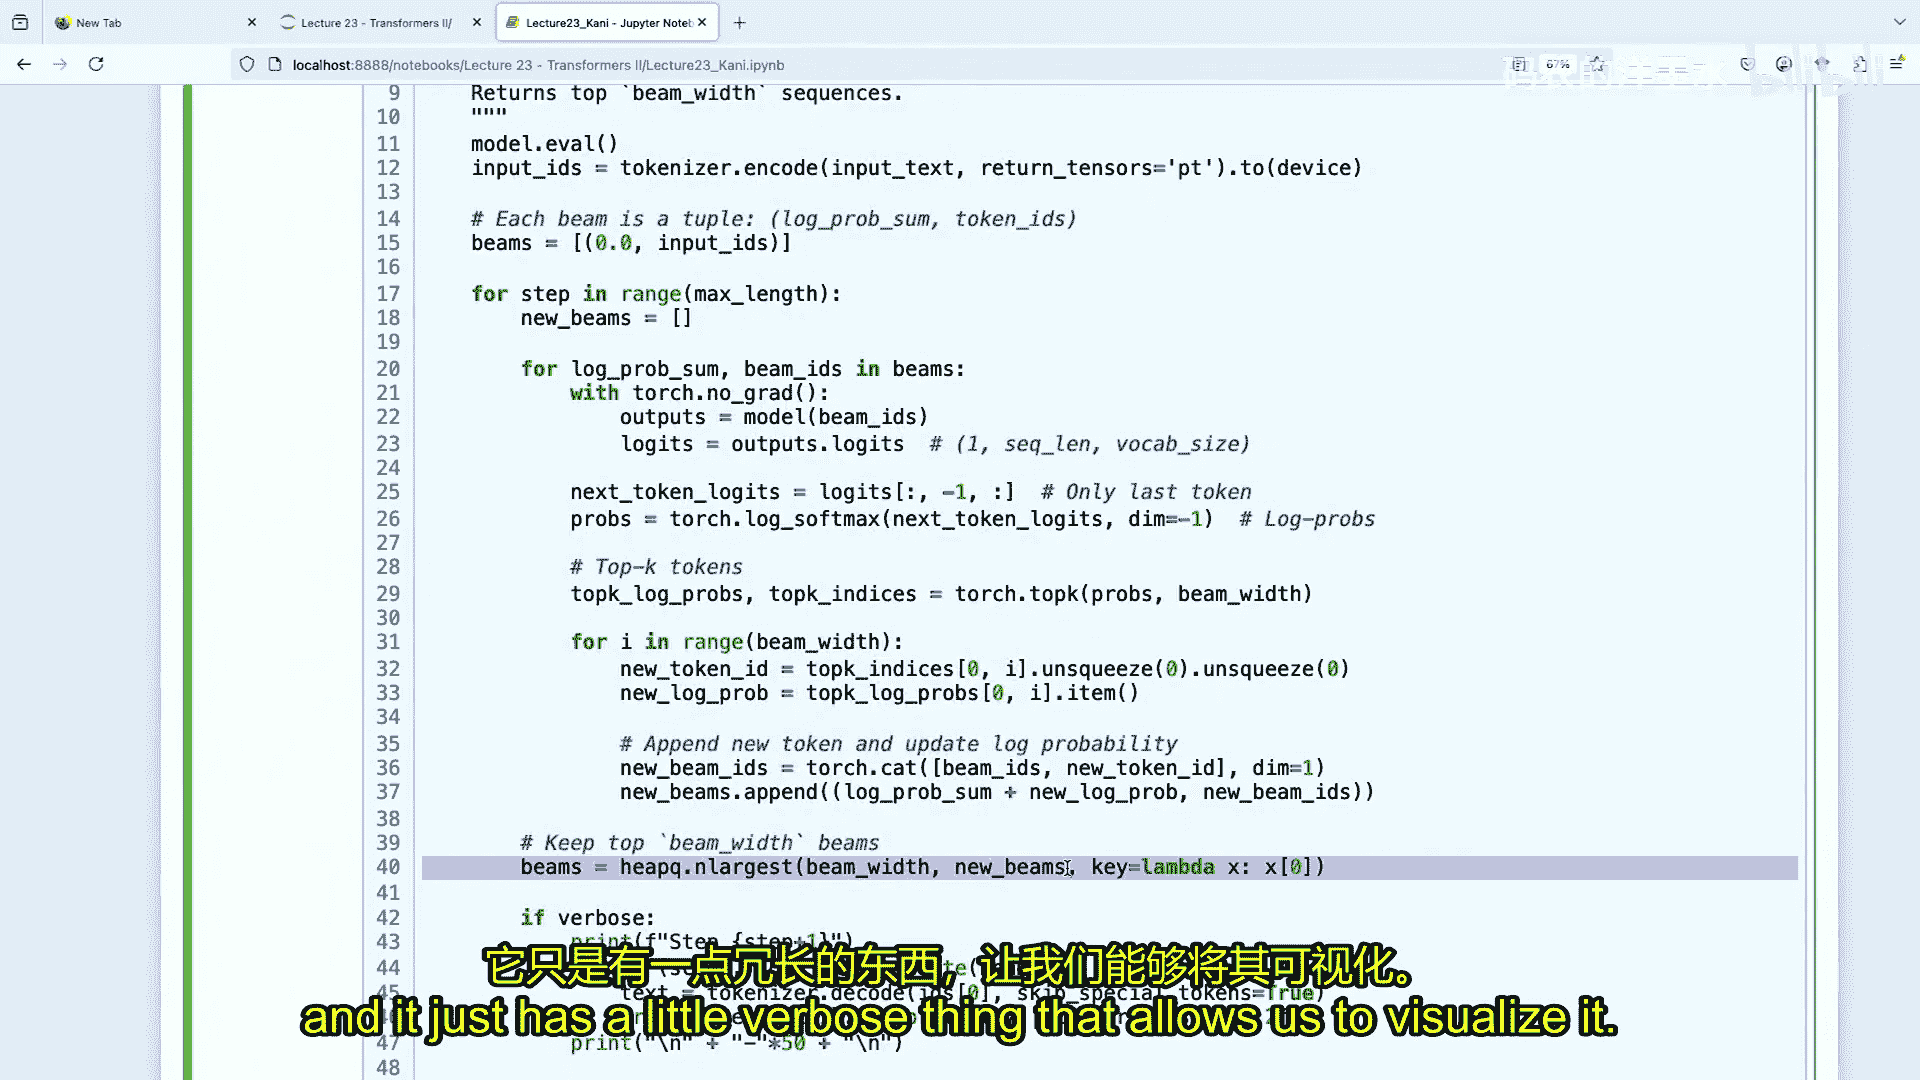 New Tab
Lecture 23 - Transformers II/
Lecture23_Kani - Jupyter Noteb
localhost:8888/notebooks/Lecture 23 - Transformers II/Lecture23_Kani.ipynb
67%
9 Returns top `beam_width` sequences.
10 """
11 model.eval()
12 input_ids = tokenizer.encode(input_text, return_tensors='pt').to(device)
13
14 # Each beam is a tuple: (log_prob_sum, token_ids)
15 beams = [(0.0, input_ids)]
16
17 for step in range(max_length):
18 new_beams = []
19
20 for log_prob_sum, beam_ids in beams:
21 with torch.no_grad():
22 outputs = model(beam_ids)
23 logits = outputs.logits # (1, seq_len, vocab_size)
24
25 next_token_logits = logits[:, -1, :] # Only last token
26 probs = torch.log_softmax(next_token_logits, dim=-1) # Log-probs
27
28 # Top-k tokens
29 topk_log_probs, topk_indices = torch.topk(probs, beam_width)
30
31 for i in range(beam_width):
32 new_token_id = topk_indices[0, i].unsqueeze(0).unsqueeze(0)
33 new_log_prob = topk_log_probs[0, i].item()
34
35 # Append new token and update log probability
36 new_beam_ids = torch.cat([beam_ids, new_token_id], dim=1)
37 new_beams.append((log_prob_sum + new_log_prob, new_beam_ids))
38
39 # Keep top `beam_width` beams
40 beams = heapq.nlargest(beam_width, new_beams, key=lambda x: x[0])
41
42 if verbose:
43 print(f"Step {step+1}")
44
它只是有一点冗长的东西，让我们能够将其可视化。
45 text = tokenizer.decode(ids[0], skip_special_tokens=True)
and it just has a little verbose thing that allows us to visualize it.
47 print("\n" + "-"*50 + "\n")
48